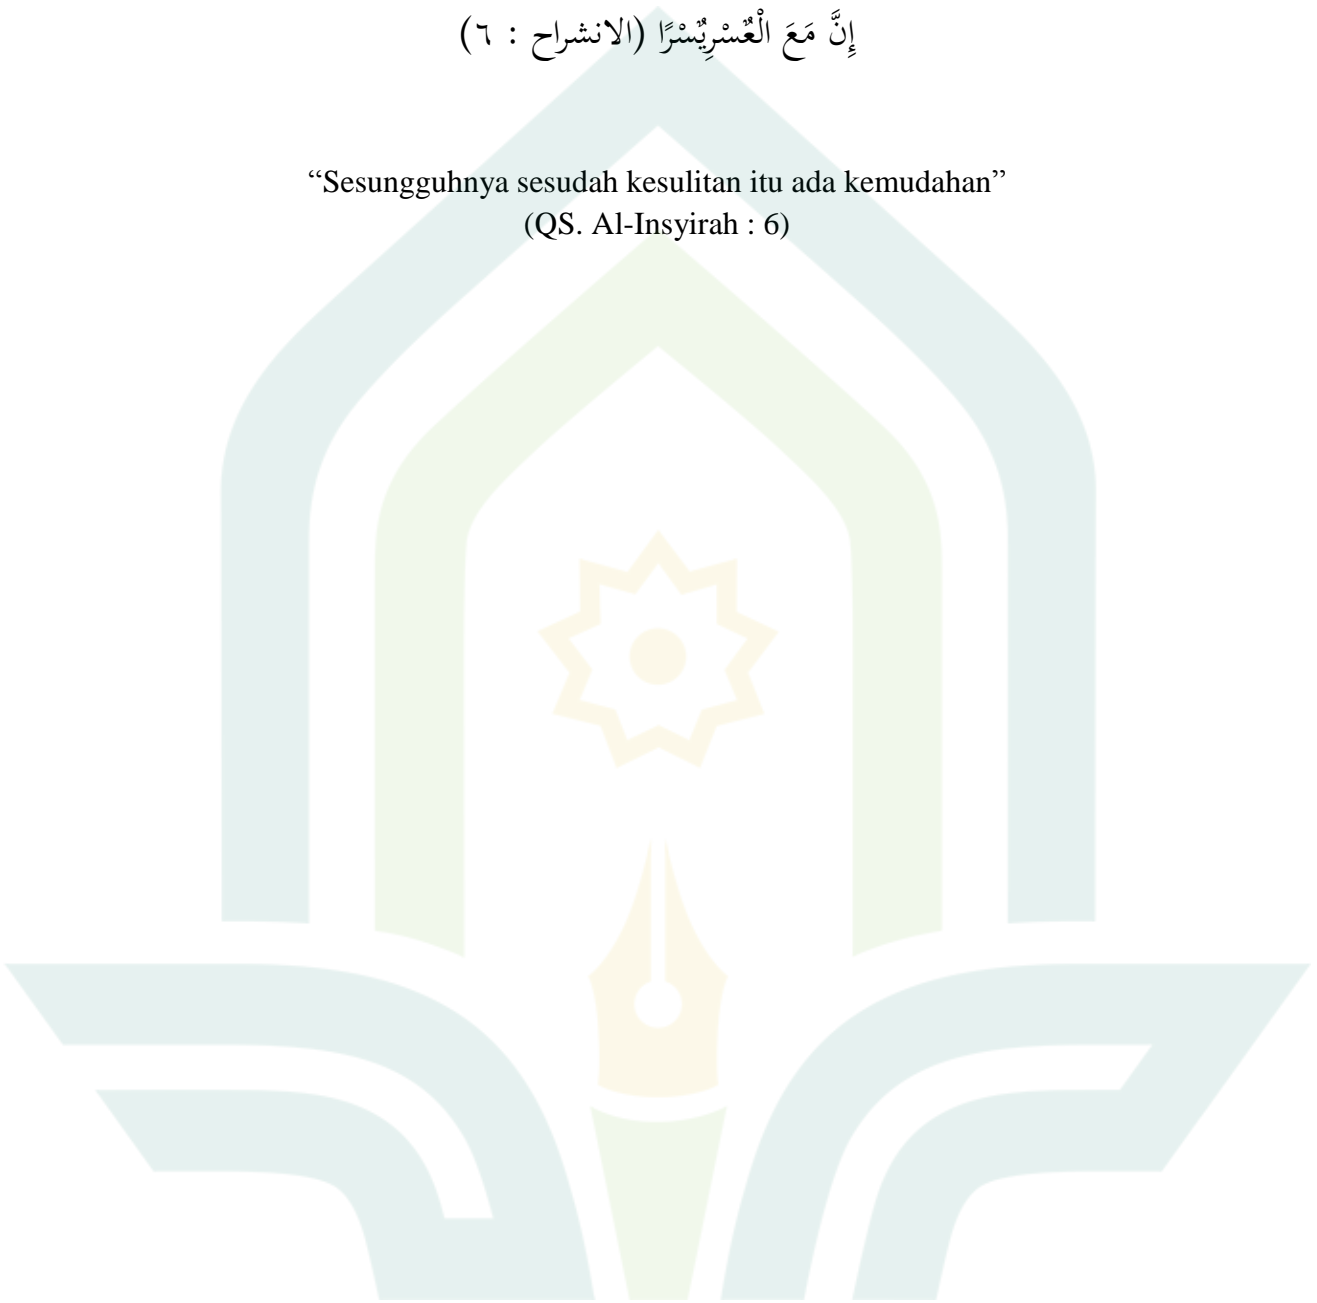 إِنَّ مَعَ الْعٌسْرِيٌسْرًا (الانشراح : ٦)
“Sesungguhnya sesudah kesulitan itu ada kemudahan”
(QS. Al-Insyirah : 6)